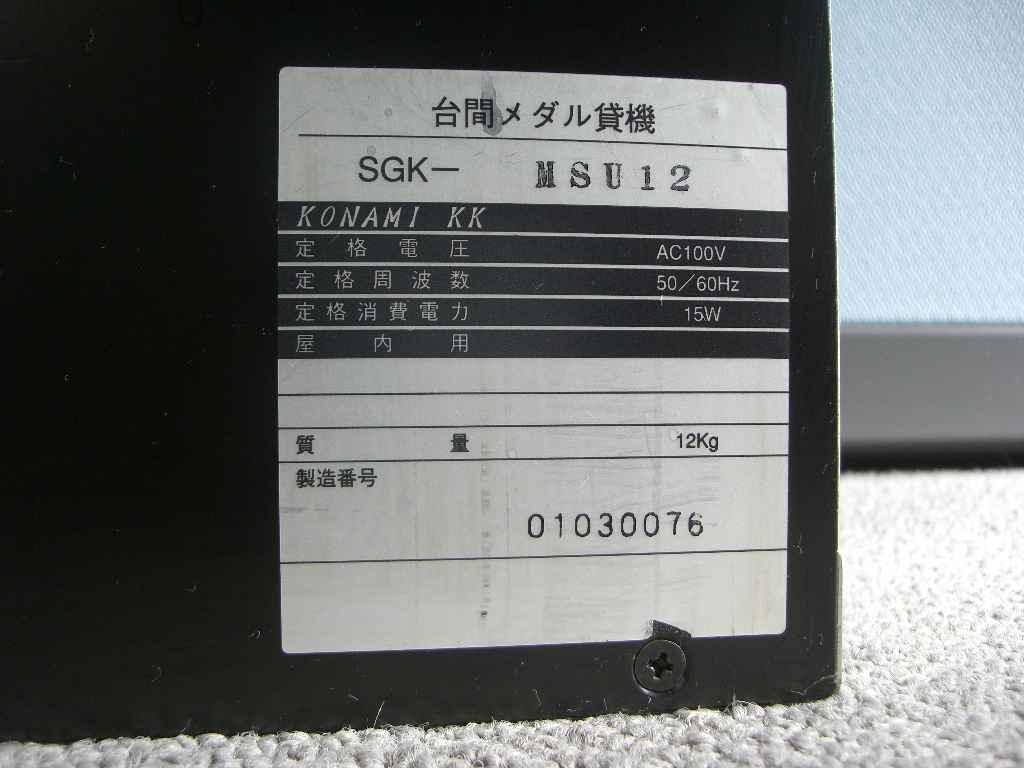 台間メダル貸機
SGK－ MSU12
KONAMI KK
定格電圧 AC100V
定格周波数 50／60Hz
定格消費電力 15W
屋内用
質量 12Kg
製造番号
01030076